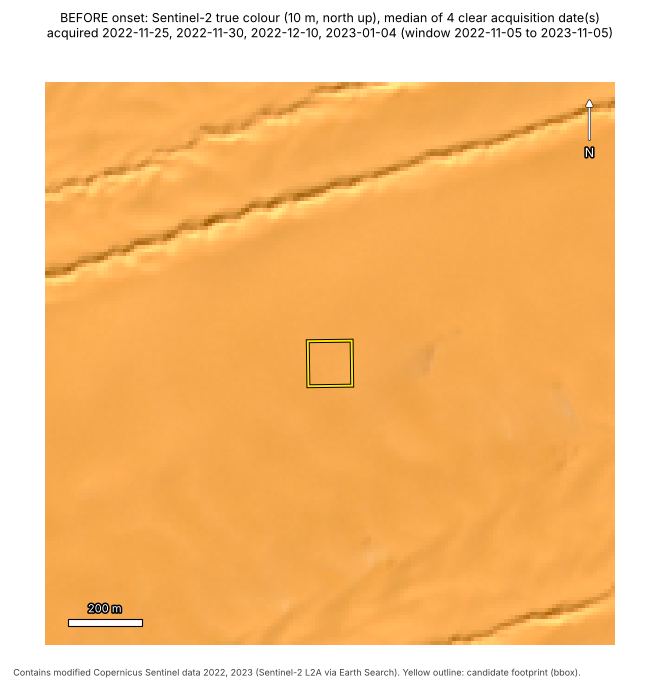 BEFORE onset: Sentinel-2 true colour (10 m, north up), median of 4 clear acquisition date(s)
acquired 2022-11-25, 2022-11-30, 2022-12-10, 2023-01-04 (window 2022-11-05 to 2023-11-05)
N
200 m
Contains modified Copernicus Sentinel data 2022, 2023 (Sentinel-2 L2A via Earth Search). Yellow outline: candidate footprint (bbox).